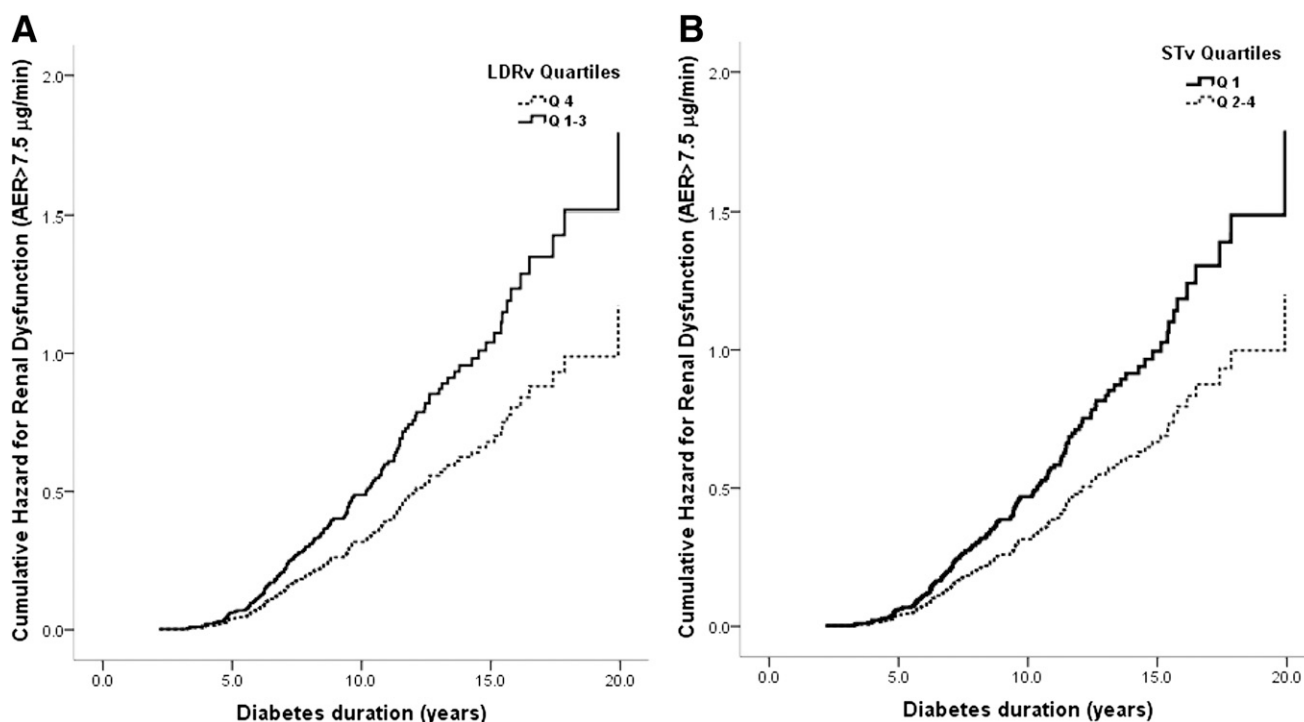 A
Cumulative Hazard for Renal Dysfunction (AER>7.5 µg/min)
LDRv Quartiles
Q 4
Q 1-3
2.0
1.5
1.0
0.5
0.0
0.0 5.0 10.0 15.0 20.0
Diabetes duration (years)
B
Cumulative Hazard for Renal Dysfunction (AER>7.5 µg/min)
STv Quartiles
Q 1
Q 2-4
2.0
1.5
1.0
0.5
0.0
0.0 5.0 10.0 15.0 20.0
Diabetes duration (years)